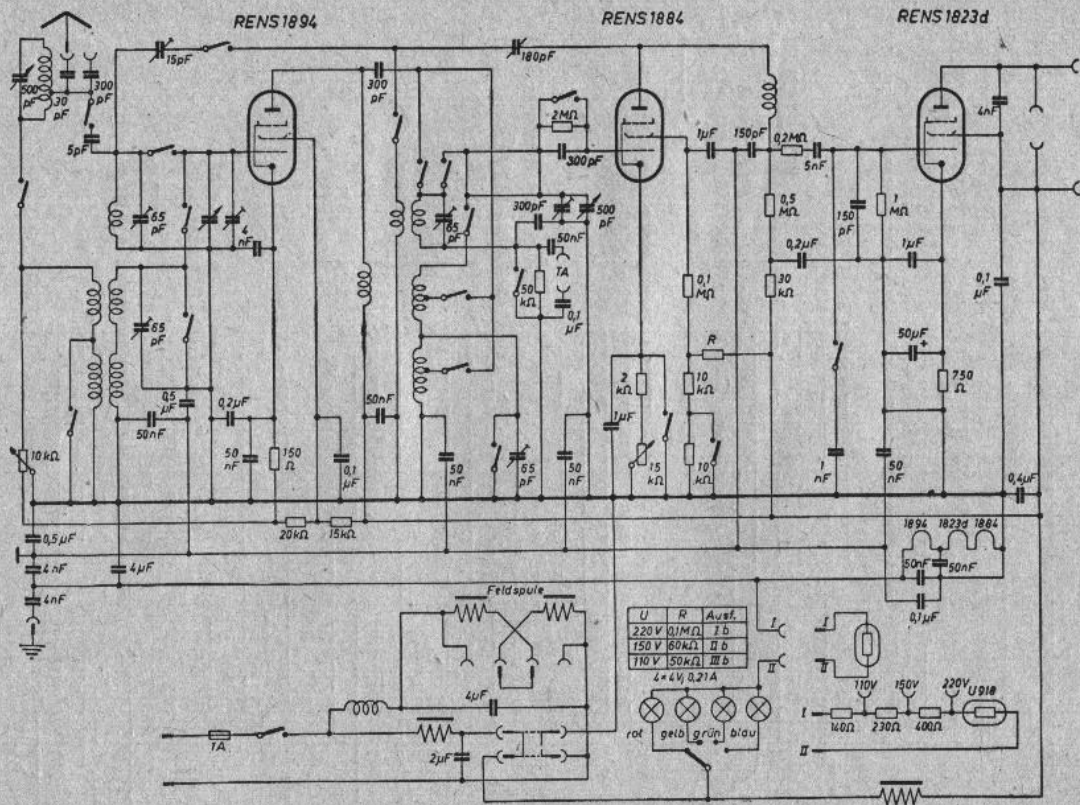 RENS1894
RENS1884
RENS1823d
500 pF
30 pF
300 pF
15pF
5pF
300 pF
180pF
2MΩ
300pF
1µF
150pF
0,2MΩ
5nF
4nF
65 pF
4 nF
65 pF
300pF
500 pF
50nF
0,5 MΩ
150 pF
1 MΩ
0,2µF
1µF
50 kΩ
1A
0,1 µF
0,1 MΩ
30 kΩ
0,1 µF
65 pF
50µF +
R
750 Ω
0,5 µF
50nF
0,2µF
50nF
1µF
2 kΩ
10 kΩ
10kΩ
50 nF
150 Ω
0,1 µF
50 nF
65 pF
50 nF
15 kΩ
10 kΩ
1 nF
50 nF
0,4µF
20kΩ
15kΩ
0,5µF
4 nF
4µF
4nF
1894
1823d
1884
50nF
50nF
0,1µF
Feldspule
U R Ausf.
220V 0,1MΩ I b
150V 60kΩ II b
110V 50kΩ III b
4×4V; 0,21A
I
II
I
II
110V
150V
220V
U918
I
140Ω
230Ω
400Ω
II
4µF
rot gelb grün blau
1A
2µF